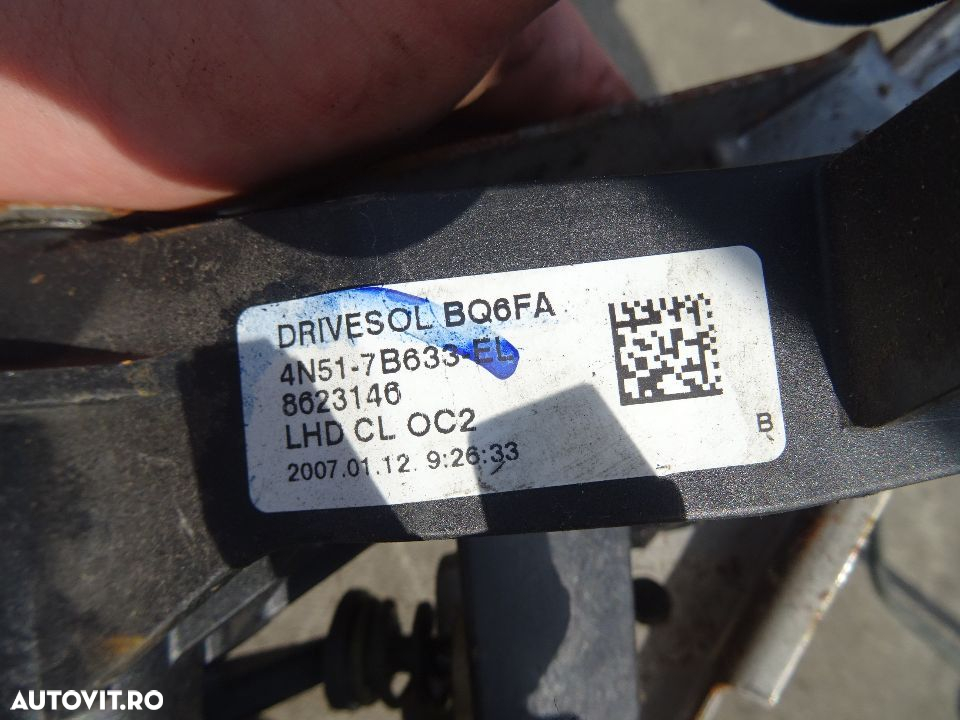 DRIVESOL BQ6FA
4N51-7B633-EL
8623146
LHD CL OC2
2007.01.12. 9:26:33
B
AUTOVIT.RO